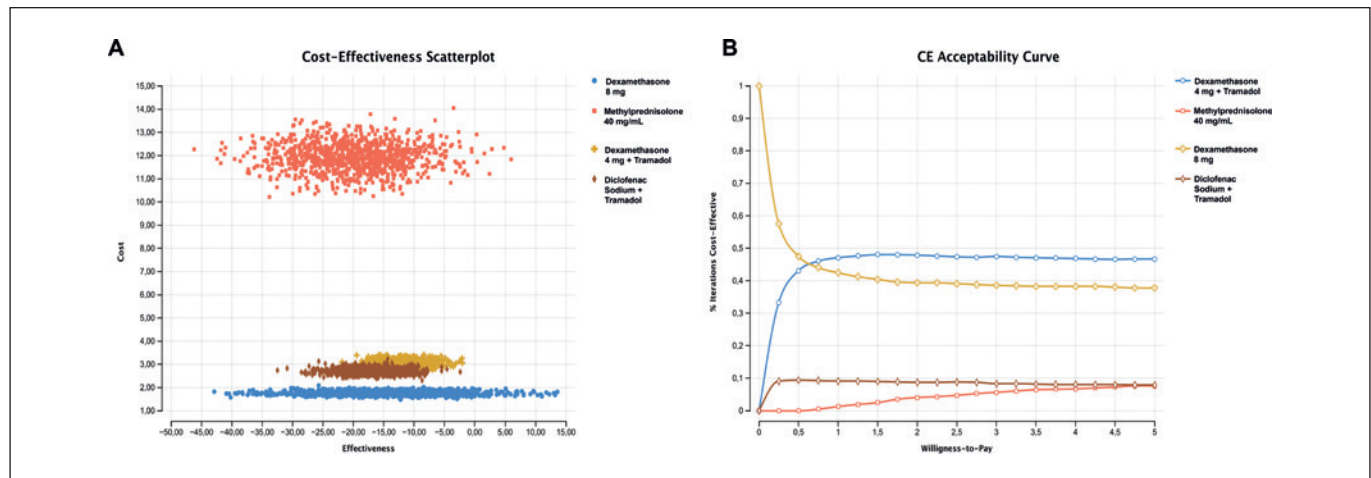 A
Cost-Effectiveness Scatterplot
Cost
15,00
14,00
13,00
12,00
11,00
10,00
9,00
8,00
7,00
6,00
5,00
4,00
3,00
2,00
1,00
−50,00 −45,00 −40,00 −35,00 −30,00 −25,00 −20,00 −15,00 −10,00 −5,00 0,00 5,00 10,00 15,00
Effectiveness
Dexamethasone
8 mg
Methylprednisolone
40 mg/mL
Dexamethasone
4 mg + Tramadol
Diclofenac
Sodium +
Tramadol
B
CE Acceptability Curve
% Iterations Cost-Effective
1
0,9
0,8
0,7
0,6
0,5
0,4
0,3
0,2
0,1
0
0 0,5 1 1,5 2 2,5 3 3,5 4 4,5 5
Willigness-to-Pay
Dexamethasone
4 mg + Tramadol
Methylprednisolone
40 mg/mL
Dexamethasone
8 mg
Diclofenac
Sodium +
Tramadol